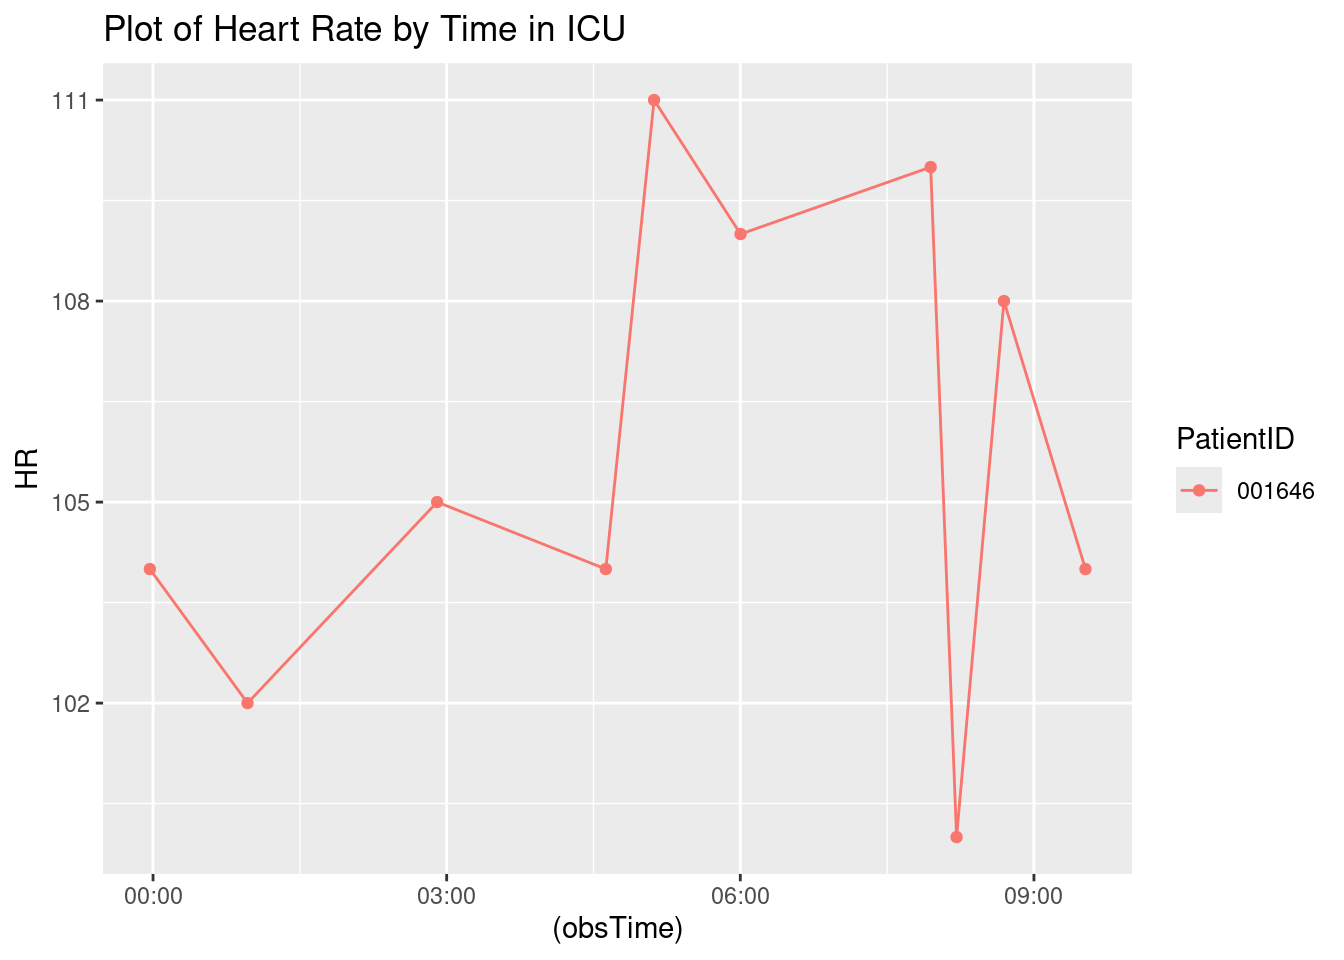 Plot of Heart Rate by Time in ICU
111
108
105
102
HR
00:00 03:00 06:00 09:00
(obsTime)
PatientID
001646